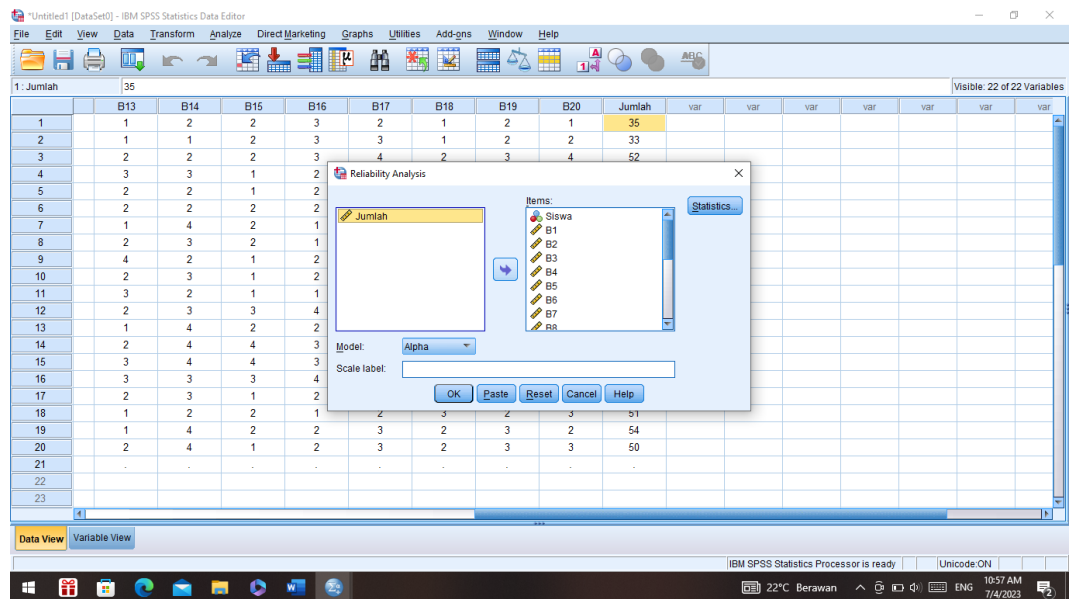 *Untitled1 [DataSet0] - IBM SPSS Statistics Data Editor
File Edit View Data Transform Analyze Direct Marketing Graphs Utilities Add-ons Window Help
1 : Jumlah 35 Visible: 22 of 22 Variables
B13 B14 B15 B16 B17 B18 B19 B20 Jumlah var var var var var var var
1 1 2 2 3 2 1 2 1 35
2 1 1 2 3 3 1 2 2 33
3 2 2 2 3 4 2 3 4 52
4 3 3 1 2
5 2 2 1 2
6 2 2 2 2
7 1 4 2 1
8 2 3 2 1
9 4 2 1 2
10 2 3 1 2
11 3 2 1 1
12 2 3 3 4
13 1 4 2 2
14 2 4 4 3
15 3 4 4 3
16 3 3 3 4
17 2 3 1 2
18 1 2 2 1 2 3 2 3 51
19 1 4 2 2 3 2 3 2 54
20 2 4 1 2 3 2 3 3 50
21 . . . . . . . . .
22
23
Reliability Analysis
Items:
Jumlah
Siswa
B1
B2
B3
B4
B5
B6
B7
B8
Statistics...
Model: Alpha
Scale label:
OK Paste Reset Cancel Help
Data View Variable View
IBM SPSS Statistics Processor is ready Unicode:ON
22°C Berawan ENG 10:57 AM
7/4/2023